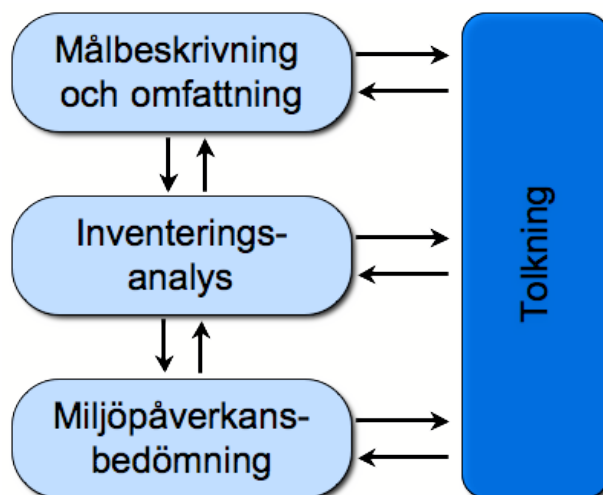 Målbeskrivning
och omfattning
Inventerings-
analys
Miljöpåverkans-
bedömning
Tolkning